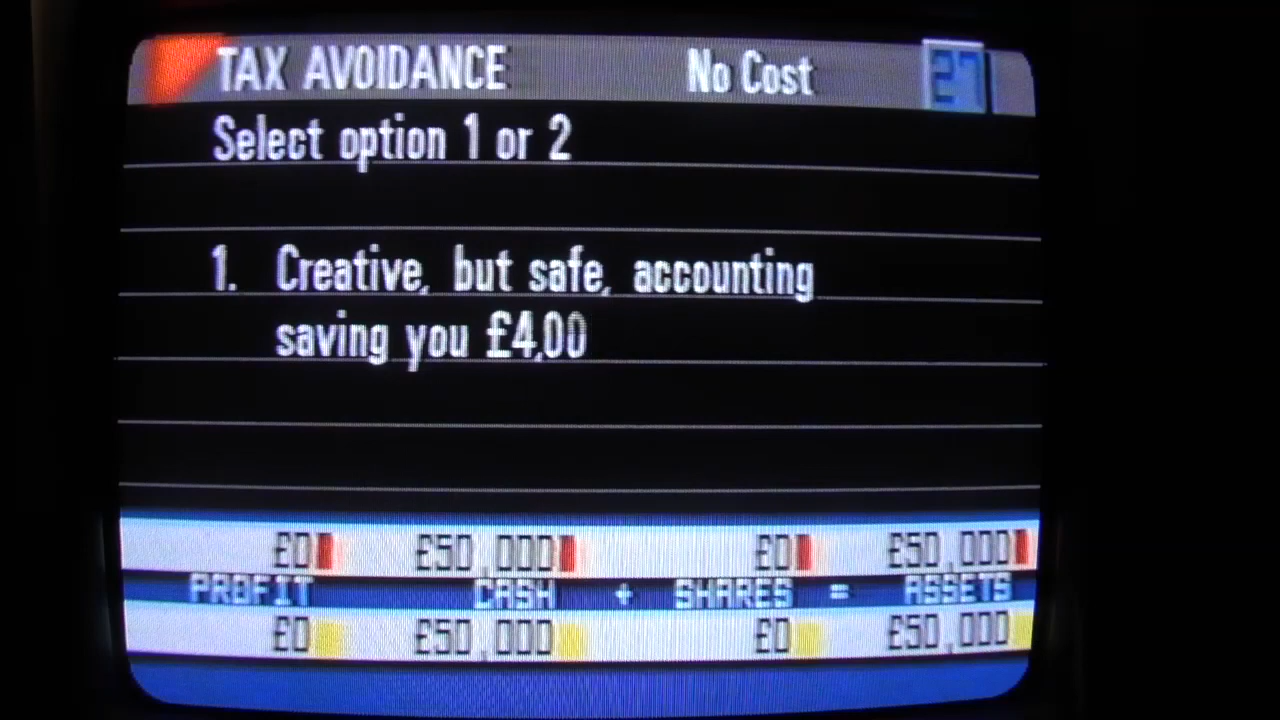 TAX AVOIDANCE No Cost 27
Select option 1 or 2
1. Creative, but safe, accounting
saving you £4,00
£0 £50,000 £0 £50,000
PROFIT CASH + SHARES = ASSETS
£0 £50,000 £0 £50,000